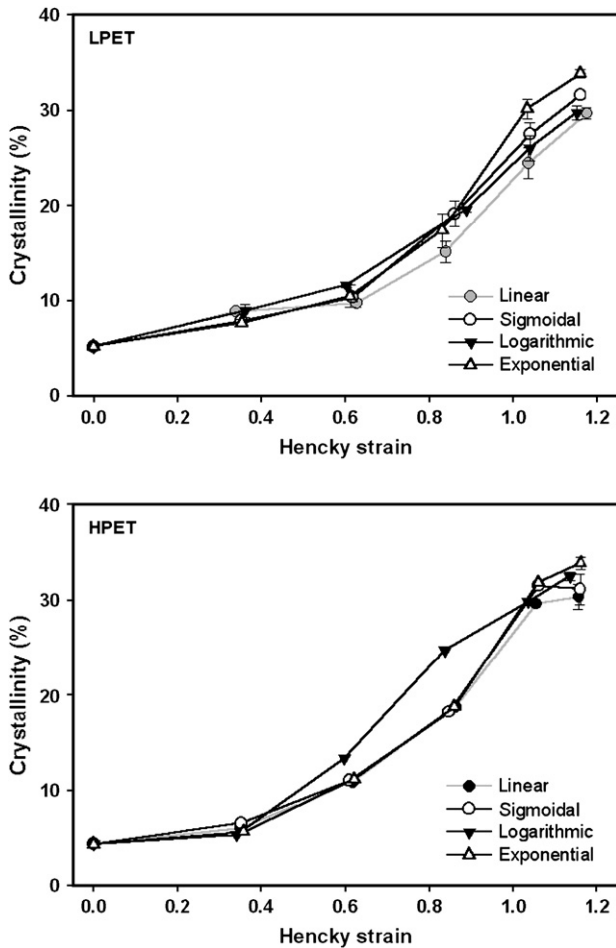 LPET
40
30
20
10
0
Crystallinity (%)
Linear
Sigmoidal
Logarithmic
Exponential
0.0 0.2 0.4 0.6 0.8 1.0 1.2
Hencky strain
HPET
40
30
20
10
0
Crystallinity (%)
Linear
Sigmoidal
Logarithmic
Exponential
0.0 0.2 0.4 0.6 0.8 1.0 1.2
Hencky strain